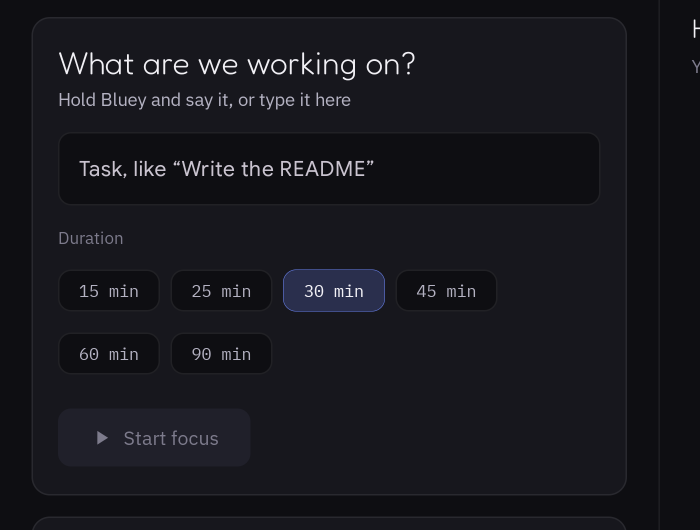 What are we working on?
Hold Bluey and say it, or type it here
Task, like “Write the README”
Duration
15 min
25 min
30 min
45 min
60 min
90 min
Start focus